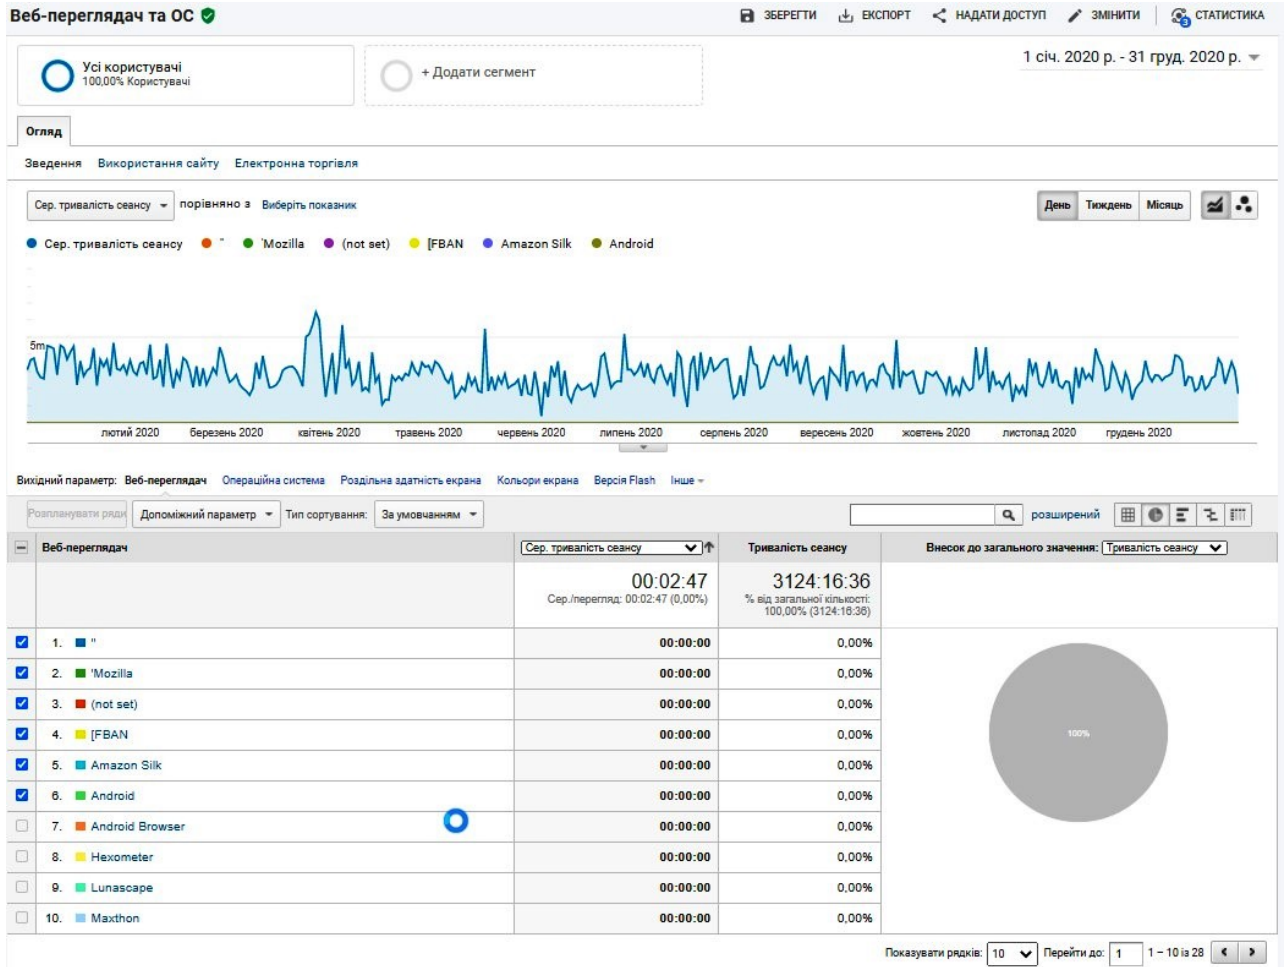 Веб-переглядач та ОС
ЗБЕРЕГТИ ЕКСПОРТ НАДАТИ ДОСТУП ЗМІНИТИ 3 СТАТИСТИКА
Усі користувачі
100,00% Користувачі
+ Додати сегмент
1 січ. 2020 р. - 31 груд. 2020 р.
Огляд
Зведення Використання сайту Електронна торгівля
Сер. тривалість сеансу порівняно з Виберіть показник
День Тиждень Місяць
Сер. тривалість сеансу " 'Mozilla (not set) [FBAN Amazon Silk Android
5m
лютий 2020 березень 2020 квітень 2020 травень 2020 червень 2020 липень 2020 серпень 2020 вересень 2020 жовтень 2020 листопад 2020 грудень 2020
Вихідний параметр: Веб-переглядач Операційна система Роздільна здатність екрана Кольори екрана Версія Flash Інше
Розпланувати ряди Допоміжний параметр Тип сортування: За умовчанням розширений
Веб-переглядач Сер. тривалість сеансу Тривалість сеансу Внесок до загального значення: Тривалість сеансу
00:02:47 3124:16:36
Сер./перегляд: 00:02:47 (0,00%) % від загальної кількості:
100,00% (3124:16:36)
1. " 00:00:00 0,00%
2. 'Mozilla 00:00:00 0,00%
3. (not set) 00:00:00 0,00%
4. [FBAN 00:00:00 0,00%
100%
5. Amazon Silk 00:00:00 0,00%
6. Android 00:00:00 0,00%
7. Android Browser 00:00:00 0,00%
8. Hexometer 00:00:00 0,00%
9. Lunascape 00:00:00 0,00%
10. Maxthon 00:00:00 0,00%
Показувати рядків: 10 Перейти до: 1 1 – 10 із 28